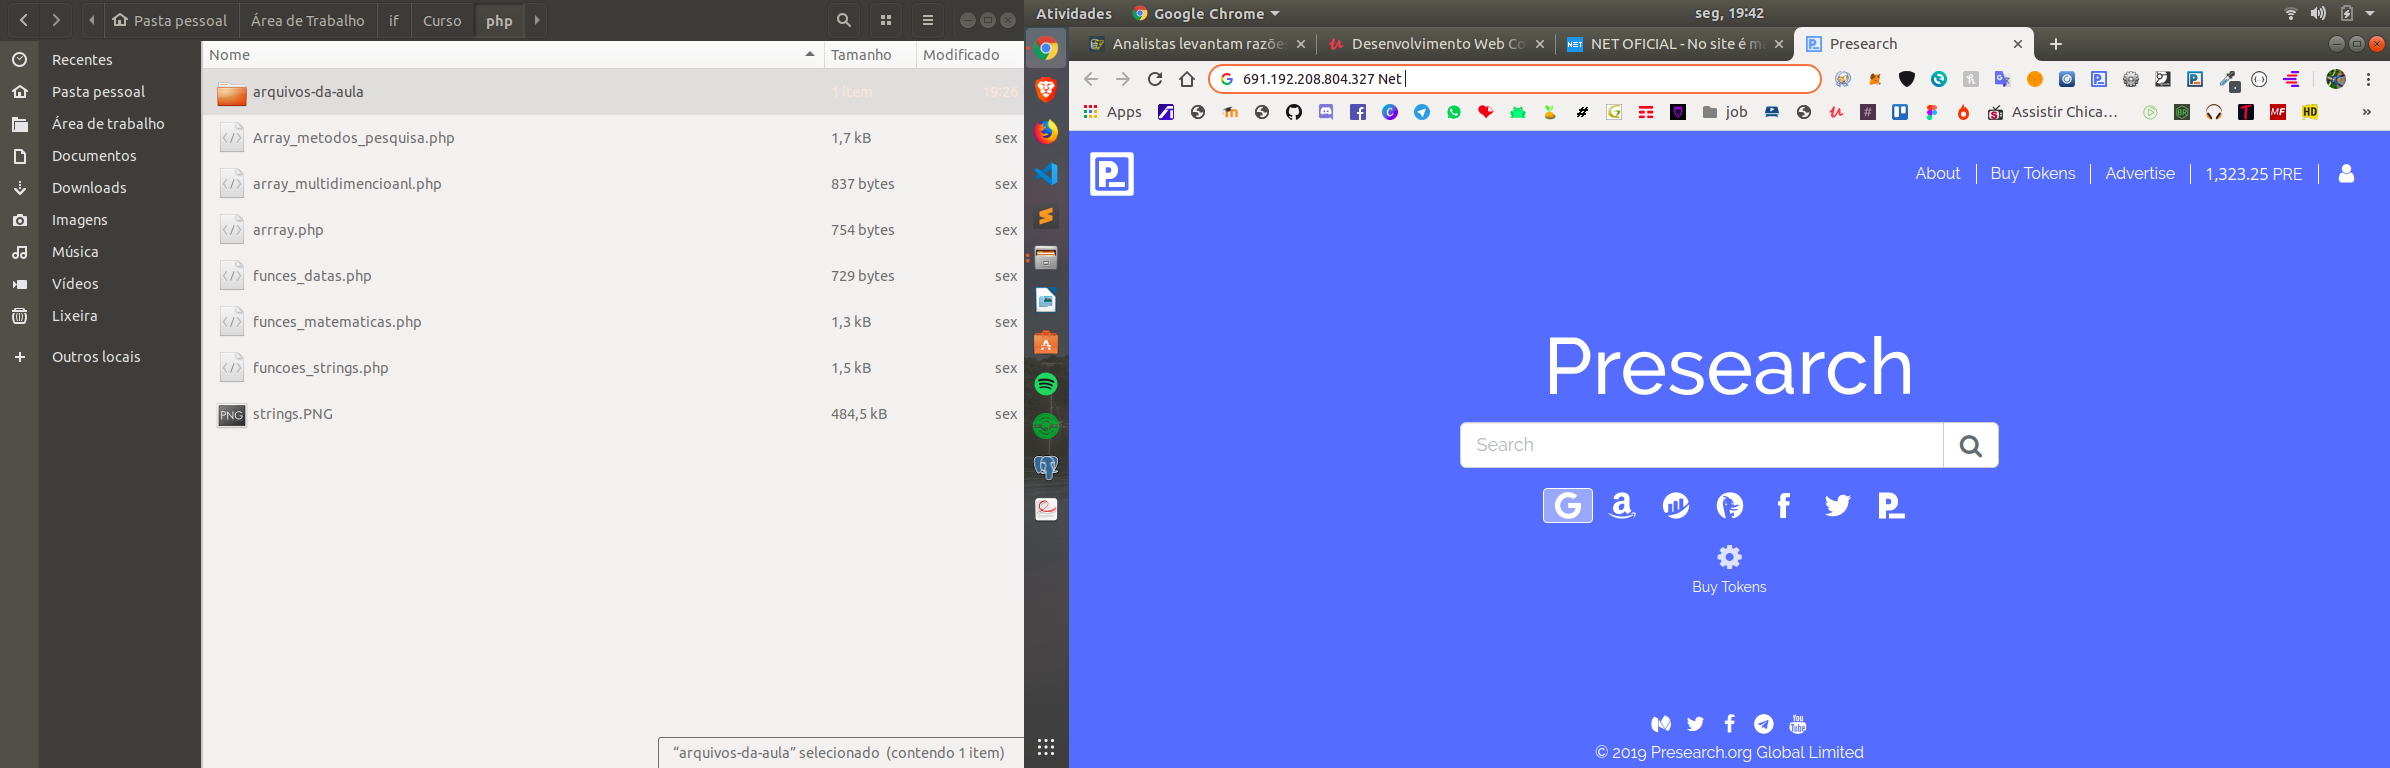 Pasta pessoal
Área de Trabalho
if
Curso
php
Recentes
Pasta pessoal
Área de trabalho
Documentos
Downloads
Imagens
Música
Vídeos
Lixeira
Outros locais
Nome Tamanho Modificado
arquivos-da-aula 1 item 19:26
Array_metodos_pesquisa.php 1,7 kB sex
array_multidimencioanl.php 837 bytes sex
arrray.php 754 bytes sex
funces_datas.php 729 bytes sex
funces_matematicas.php 1,3 kB sex
funcoes_strings.php 1,5 kB sex
PNG strings.PNG 484,5 kB sex
“arquivos-da-aula” selecionado (contendo 1 item)
Atividades Google Chrome seg, 19:42
Analistas levantam razõe
Desenvolvimento Web Co
NET NET OFICIAL - No site é m
Presearch
691.192.208.804.327 Net
Apps
job
Assistir Chica…
HD
»
About
Buy Tokens
Advertise
1,323.25 PRE
Presearch
Search
Buy Tokens
You Tube
© 2019 Presearch.org Global Limited